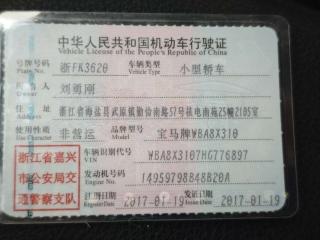 中华人民共和国机动车行驶证
Vehicle License of the People's Republic of China
号牌号码 浙FK3620 车辆类型 小型轿车
Plate No. Vehicle Type
所有人 刘勇刚
住址 浙江省海盐县武原镇勤俭南路57号核电南苑25幢2105室
Address
使用性质 非营运 品牌型号 宝马牌WBA8X310
浙江省嘉兴市公安局交通警察支队
车辆识别代号 WBA8X3107HG776897
VIN
发动机号码 14959798B48B20A
Engine No.
注册日期 2017-01-19 发证日期 2017-01-19
Register Date Issue Date